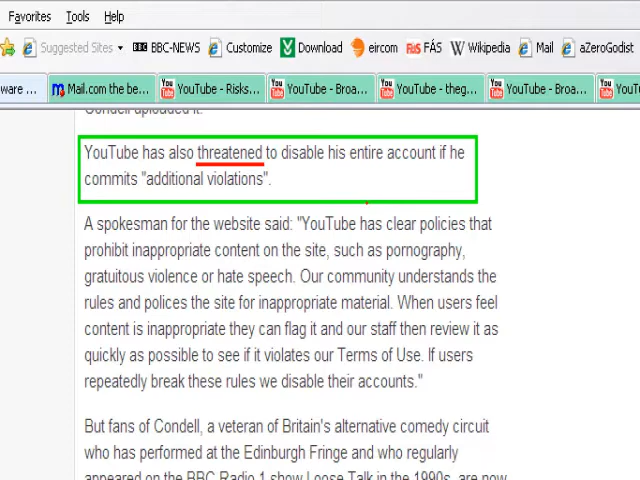 Favorites Tools Help
Suggested Sites BBC-NEWS Customize Download eircom FÁS Wikipedia Mail aZeroGodist
ware ... Mail.com the be... YouTube - Risks... YouTube - Broa... YouTube - theg... YouTube - Broa... YouT
Condell uploaded it.
YouTube has also threatened to disable his entire account if he
commits "additional violations".
A spokesman for the website said: "YouTube has clear policies that
prohibit inappropriate content on the site, such as pornography,
gratuitous violence or hate speech. Our community understands the
rules and polices the site for inappropriate material. When users feel
content is inappropriate they can flag it and our staff then review it as
quickly as possible to see if it violates our Terms of Use. If users
repeatedly break these rules we disable their accounts."
But fans of Condell, a veteran of Britain's alternative comedy circuit
who has performed at the Edinburgh Fringe and who regularly
appeared on the BBC Radio 1 show Loose Talk in the 1990s, are now